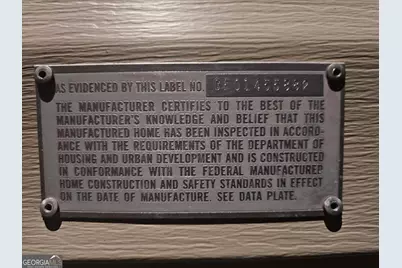 AS EVIDENCED BY THIS LABEL NO.
THE MANUFACTURER CERTIFIES TO THE BEST OF THE
MANUFACTURER'S KNOWLEDGE AND BELIEF THAT THIS
MANUFACTURED HOME HAS BEEN INSPECTED IN ACCORD-
ANCE WITH THE REQUIREMENTS OF THE DEPARTMENT OF
HOUSING AND URBAN DEVELOPMENT AND IS CONSTRUCTED
IN CONFORMANCE WITH THE FEDERAL MANUFACTURED
HOME CONSTRUCTION AND SAFETY STANDARDS IN EFFECT
ON THE DATE OF MANUFACTURE. SEE DATA PLATE.
GEORGIA MLS